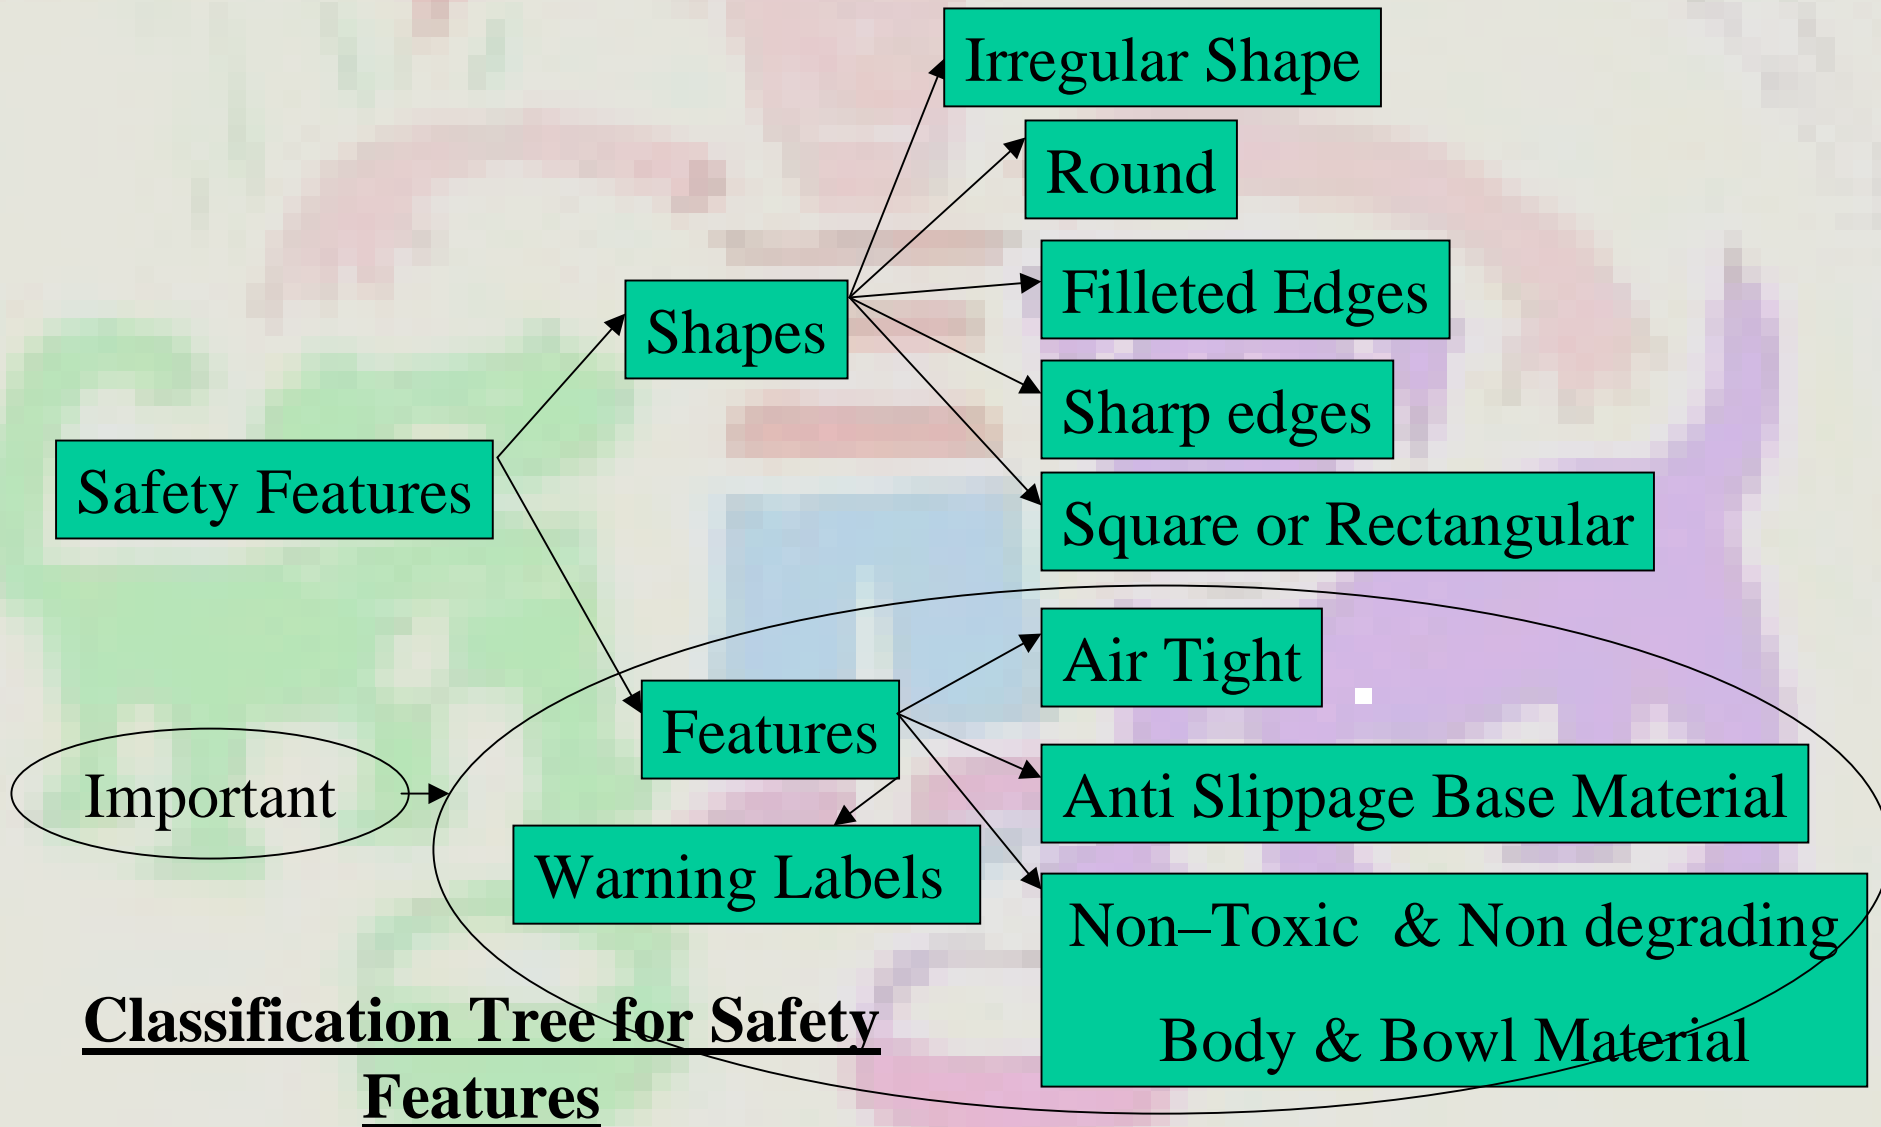 Irregular Shape
Round
Filleted Edges
Shapes
Sharp edges
Safety Features
Square or Rectangular
Air Tight
Features
Important
Anti Slippage Base Material
Warning Labels
Non–Toxic & Non degrading
Body & Bowl Material
Classification Tree for Safety
Features